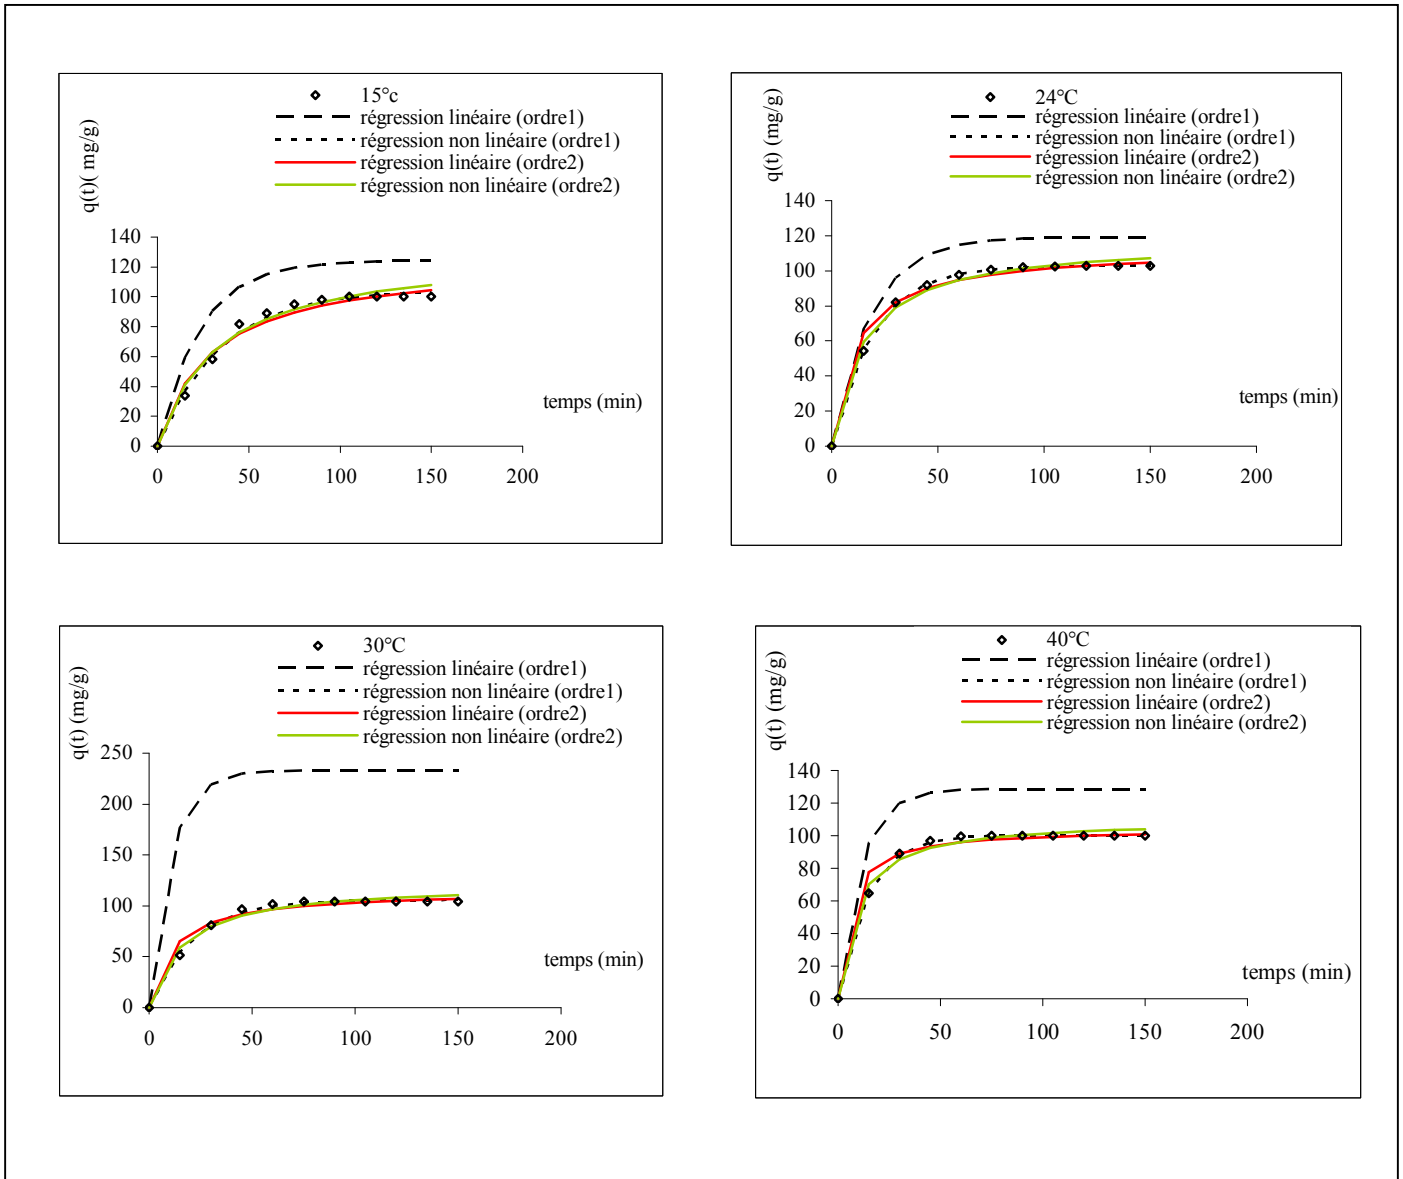 15°c
régression linéaire (ordre1)
régression non linéaire (ordre1)
régression linéaire (ordre2)
régression non linéaire (ordre2)
q(t)( mg/g)
140
120
100
80
60
40
20
0
temps (min)
0 50 100 150 200
24°C
régression linéaire (ordre1)
régression non linéaire (ordre1)
régression linéaire (ordre2)
régression non linéaire (ordre2)
q(t) (mg/g)
140
120
100
80
60
40
20
0
temps (min)
0 50 100 150 200
30°C
régression linéaire (ordre1)
régression non linéaire (ordre1)
régression linéaire (ordre2)
régression non linéaire (ordre2)
q(t) (mg/g)
250
200
150
100
50
0
temps (min)
0 50 100 150 200
40°C
régression linéaire (ordre1)
régression non linéaire (ordre1)
régression linéaire (ordre2)
régression non linéaire (ordre2)
q(t) (mg/g)
140
120
100
80
60
40
20
0
temps (min)
0 50 100 150 200